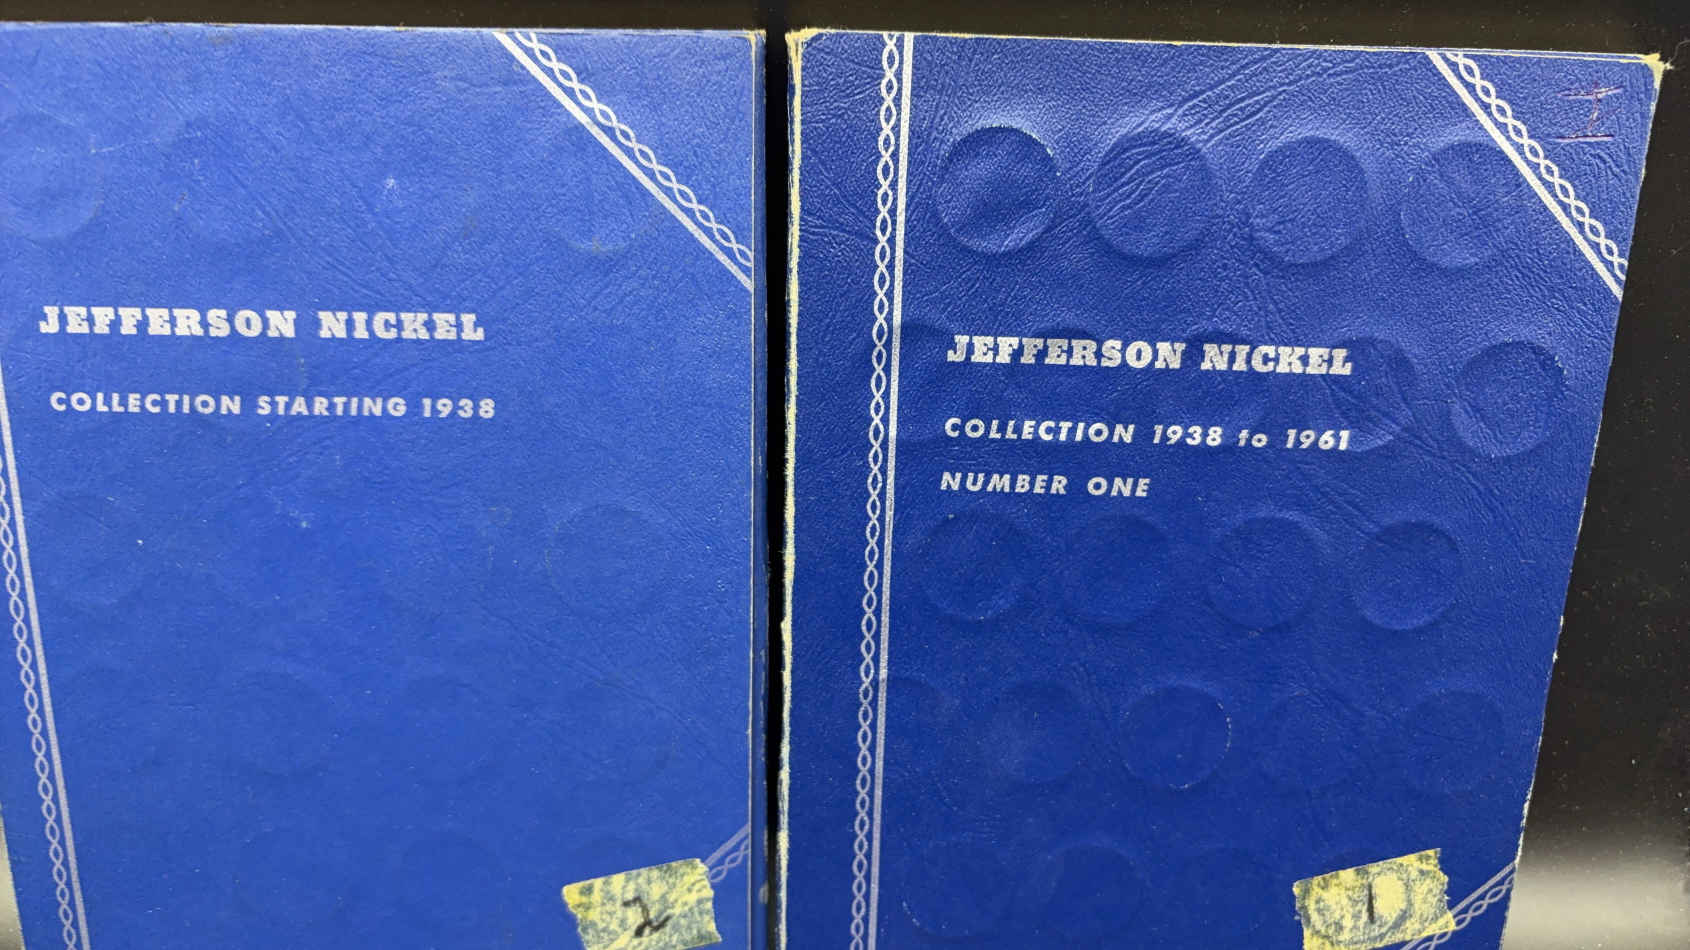 JEFFERSON NICKEL
COLLECTION STARTING 1938
2
I
JEFFERSON NICKEL
COLLECTION 1938 to 1961
NUMBER ONE
1